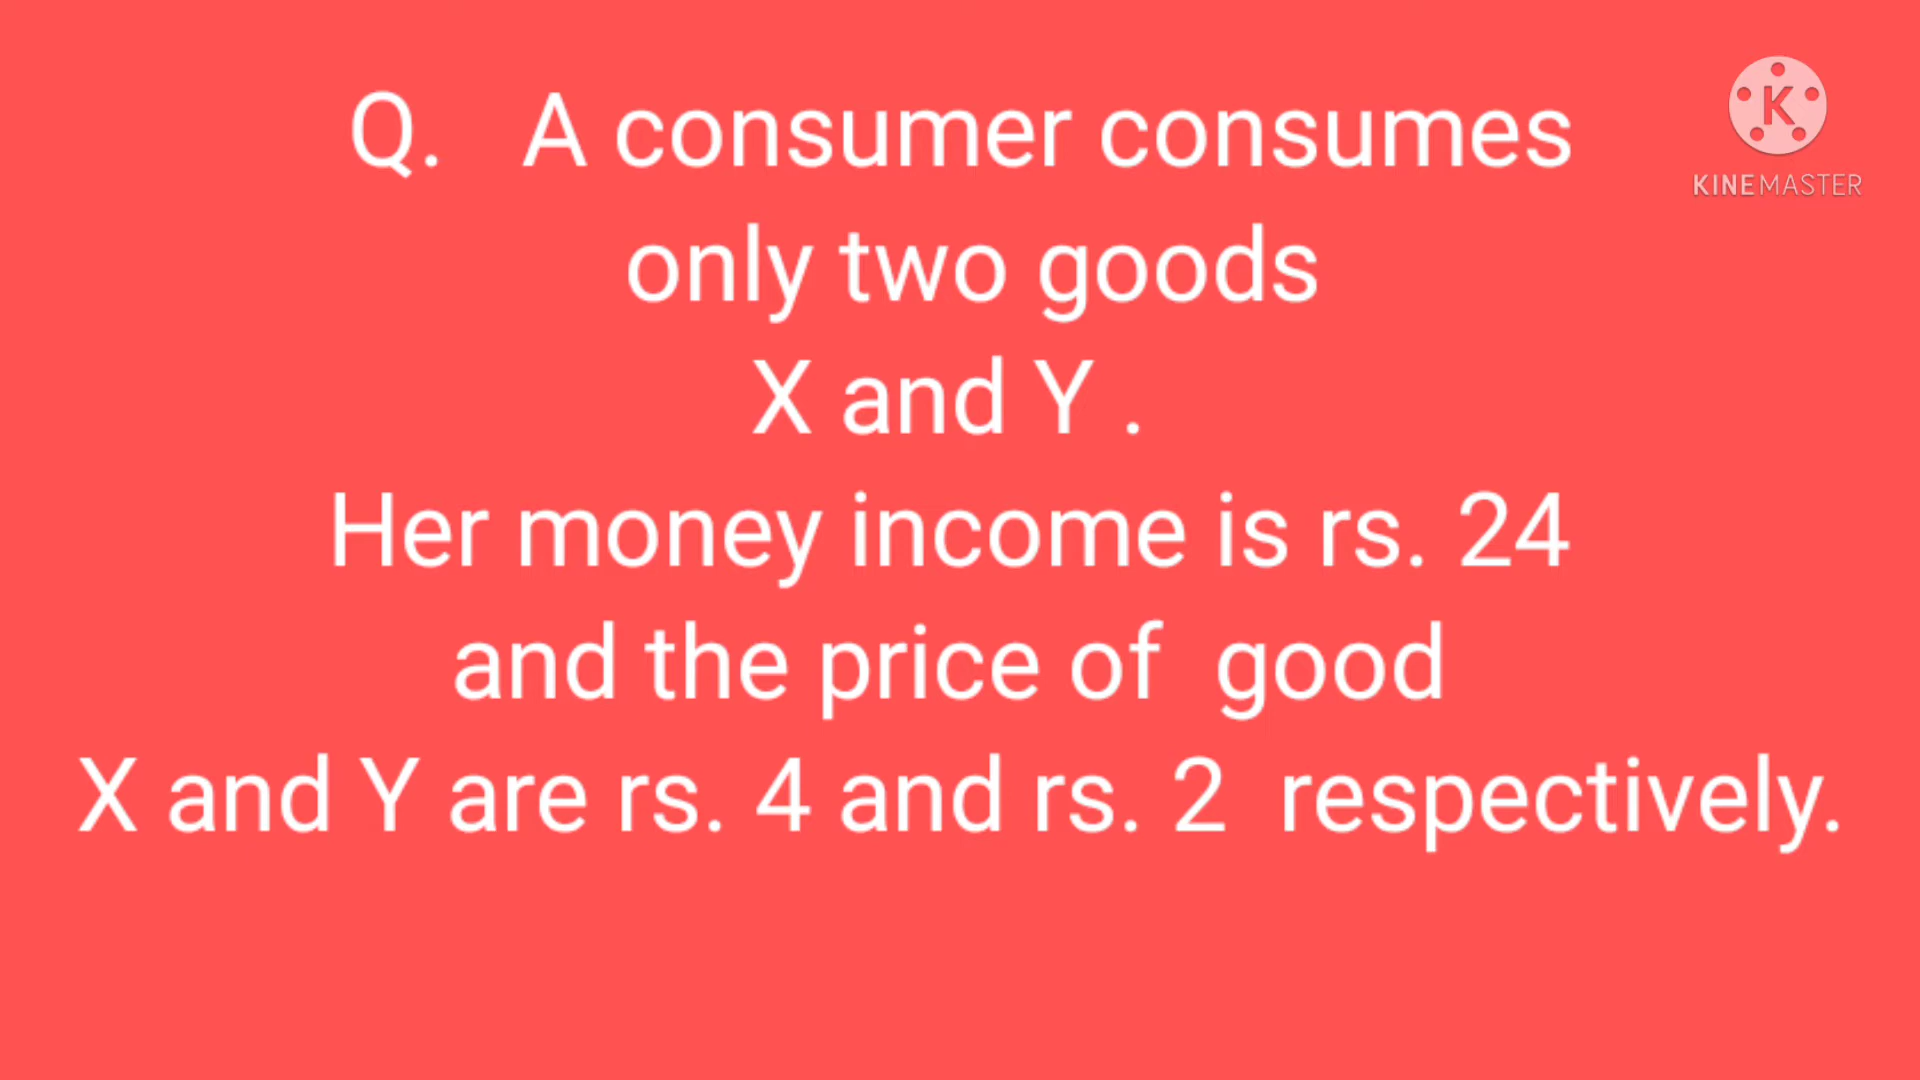 Q. A consumer consumes
only two goods
X and Y .
Her money income is rs. 24
and the price of good
X and Y are rs. 4 and rs. 2 respectively.
K
KINEMASTER